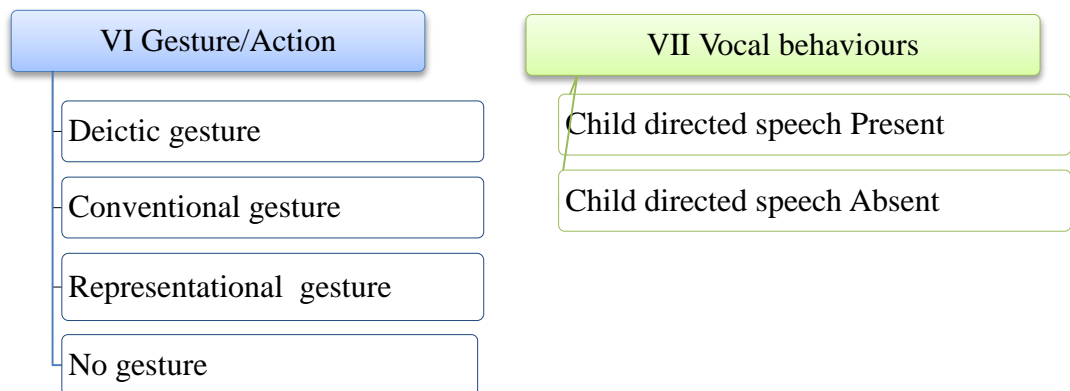 VI Gesture/Action
Deictic gesture
Conventional gesture
Representational  gesture
No gesture
VII Vocal behaviours
Child directed speech Present
Child directed speech Absent